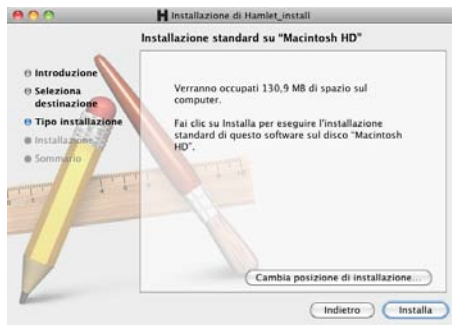 Installazione di Hamlet_install
Installazione standard su "Macintosh HD"
Introduzione
Seleziona
destinazione
Tipo installazione
Installazione
Sommario
Verranno occupati 130,9 MB di spazio sul
computer.
Fai clic su Installa per eseguire l'installazione
standard di questo software sul disco "Macintosh
HD".
Cambia posizione di installazione...
Indietro
Installa